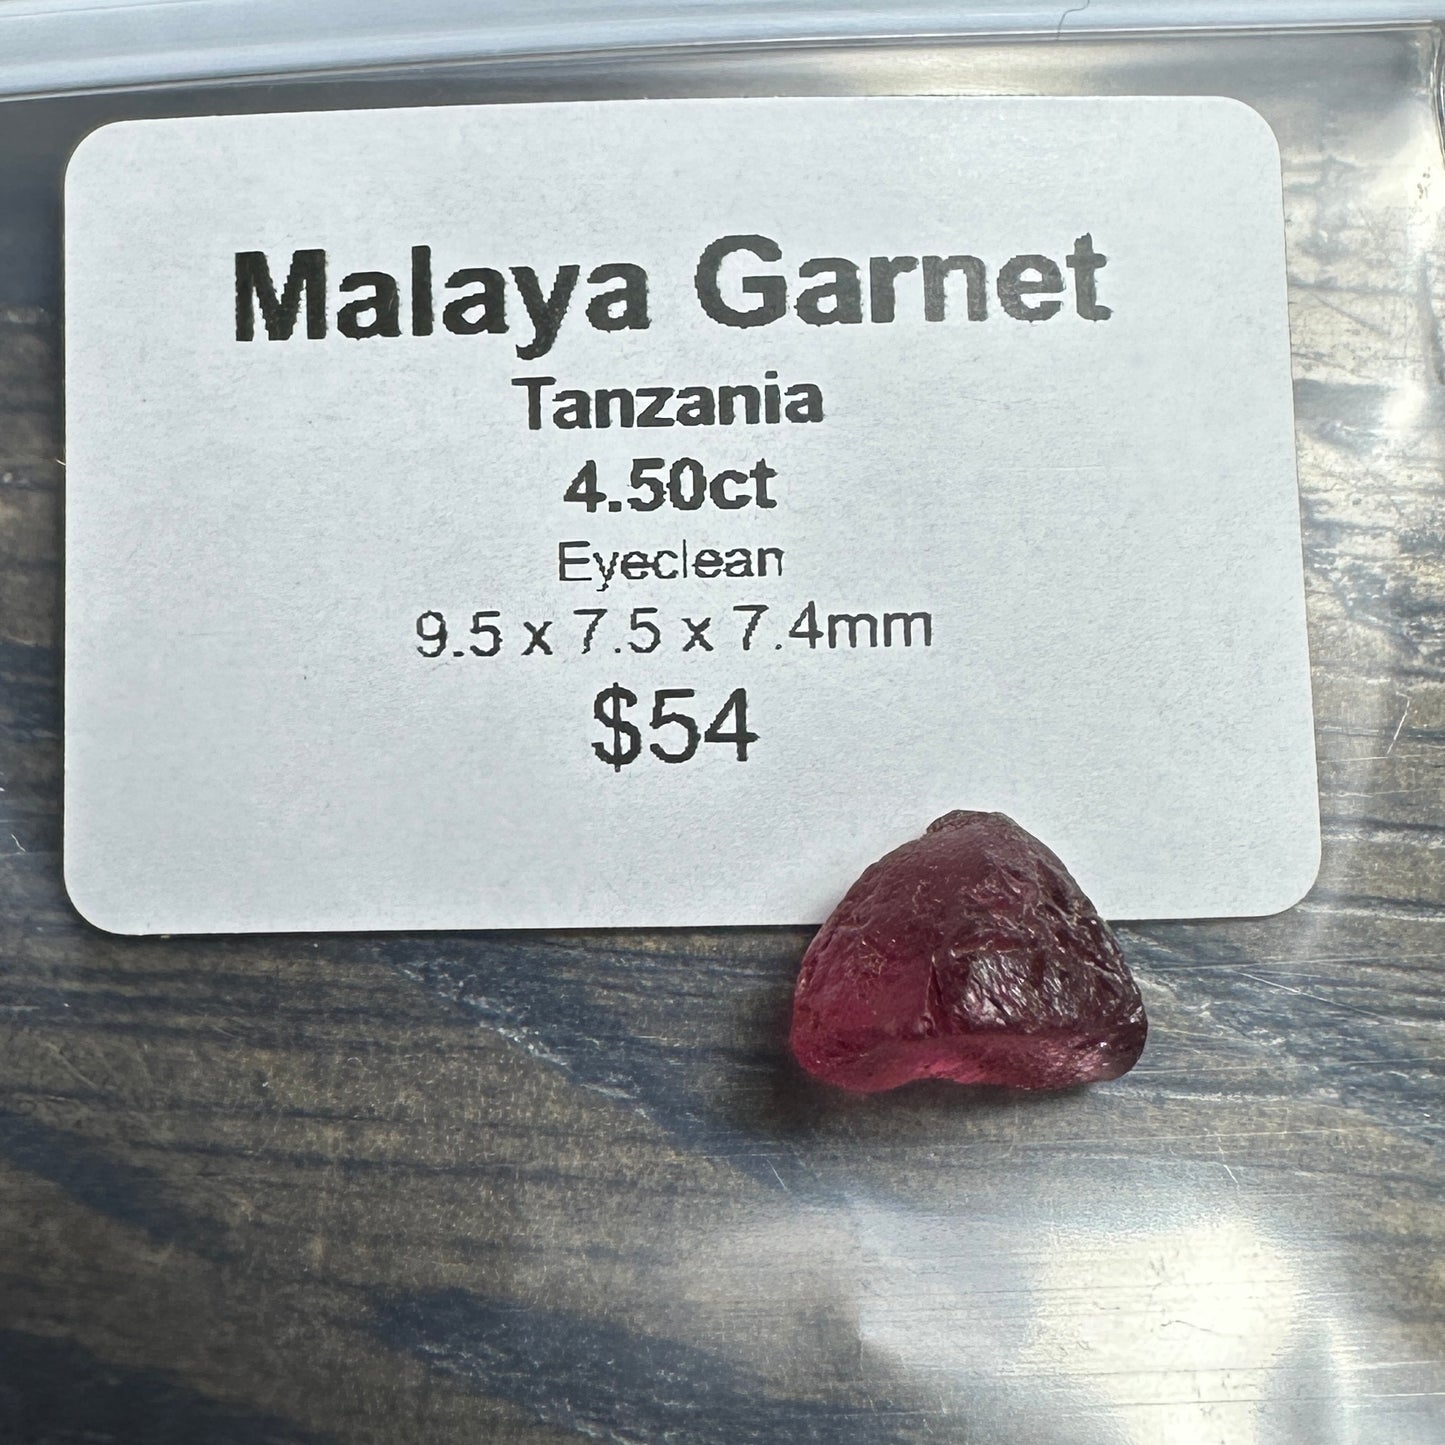 Malaya Garnet
Tanzania
4.50ct
Eyeclean
9.5 x 7.5 x 7.4mm
$54